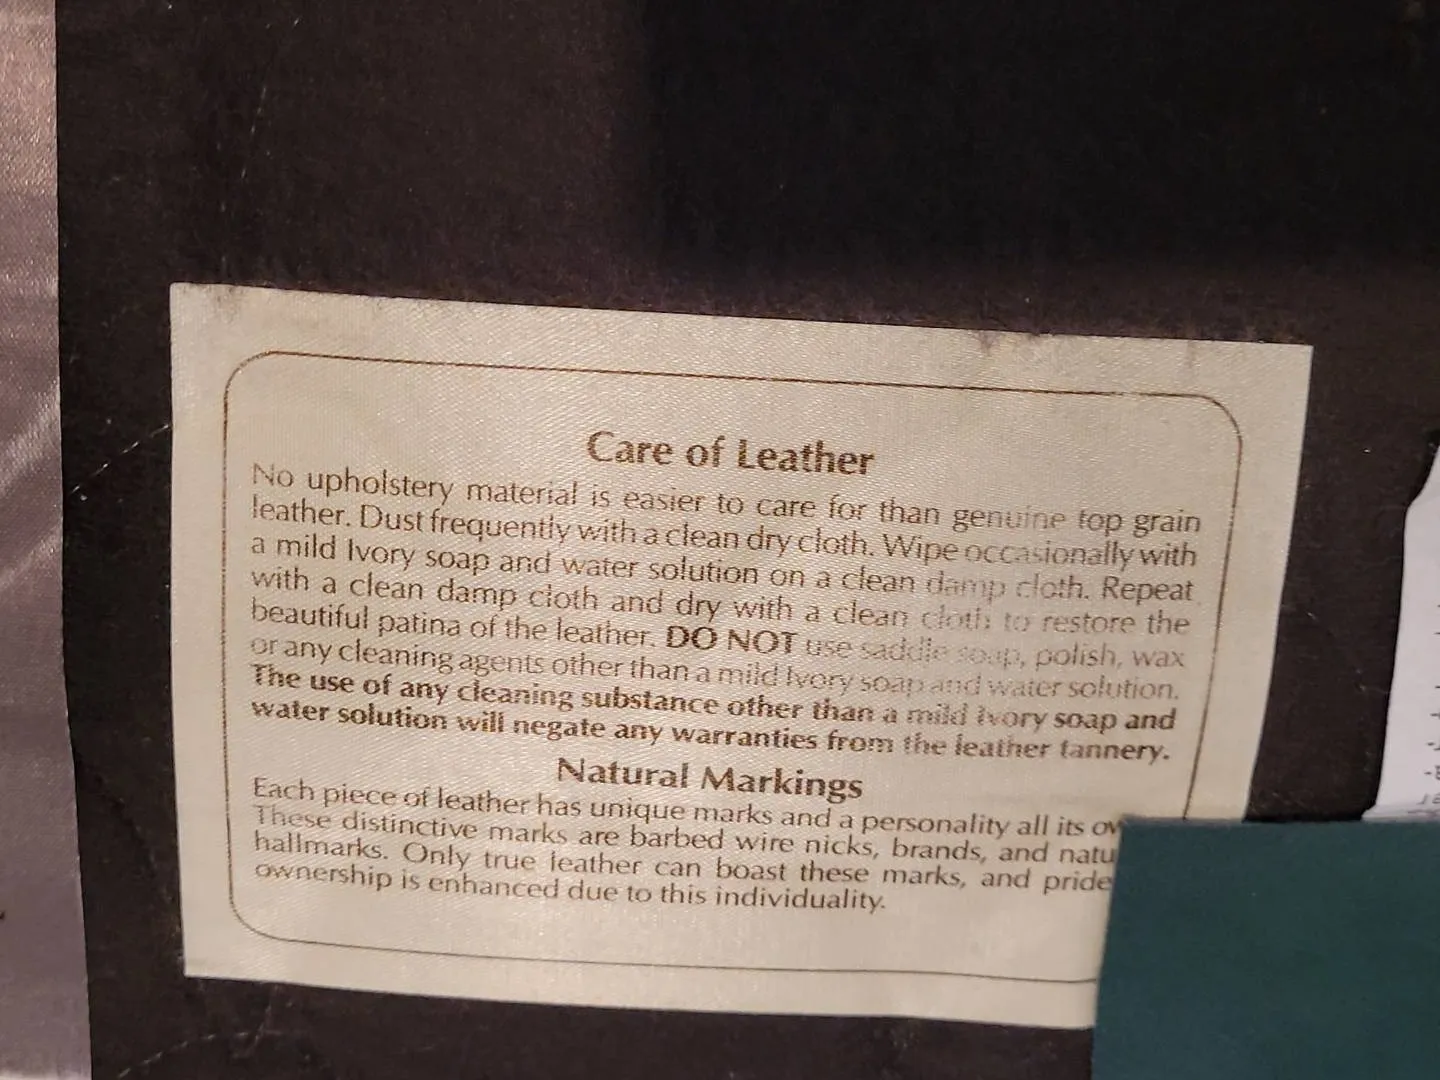 Care of Leather
No upholstery material is easier to care for than genuine top grain
leather. Dust frequently with a clean dry cloth. Wipe occasionally with
a mild Ivory soap and water solution on a clean damp cloth. Repeat
with a clean damp cloth and dry with a clean cloth to restore the
beautiful patina of the leather. DO NOT use saddle soap, polish, wax
or any cleaning agents other than a mild Ivory soap and water solution.
The use of any cleaning substance other than a mild Ivory soap and
water solution will negate any warranties from the leather tannery.
Natural Markings
Each piece of leather has unique marks and a personality all its
These distinctive marks are barbed wire nicks, brands, and
hallmarks. Only true leather can boast these marks, and pride
ownership is enhanced due to this individuality.